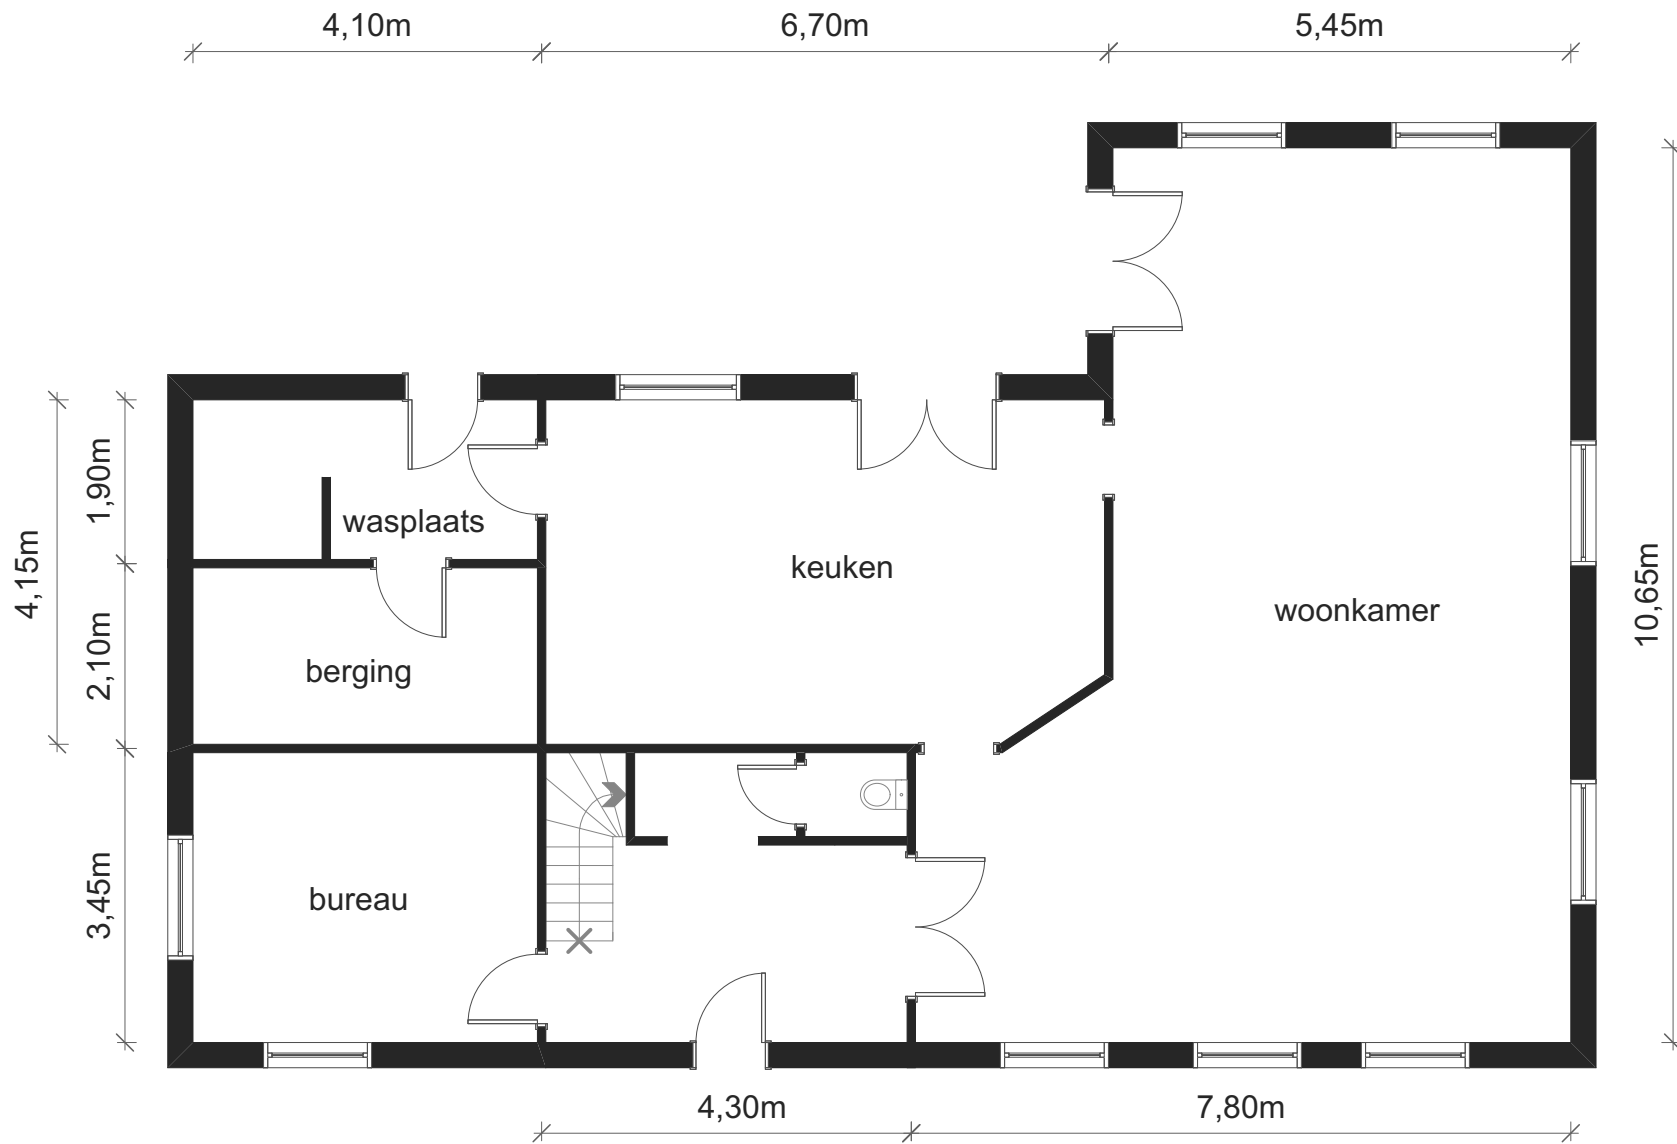 4,10m
6,70m
5,45m
1,90m
4,15m
wasplaats
keuken
2,10m
berging
woonkamer
10,65m
3,45m
bureau
4,30m
7,80m